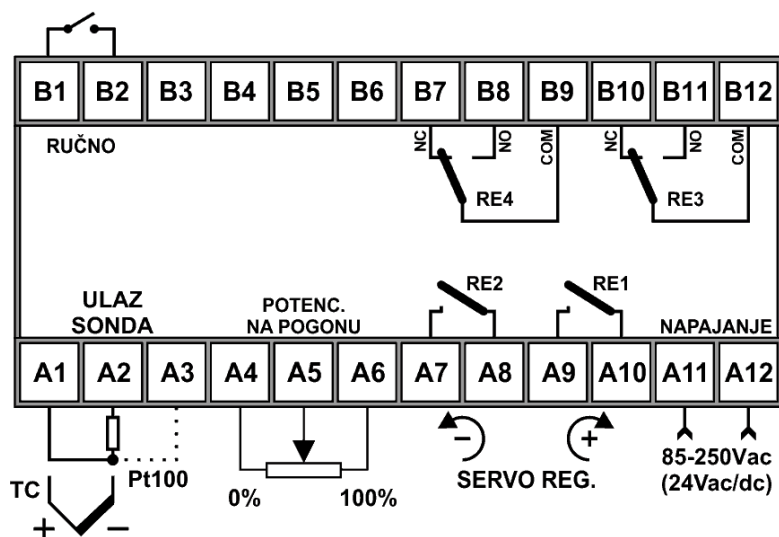 B1 B2 B3 B4 B5 B6 B7 B8 B9 B10 B11 B12
RUČNO
NC NO COM NC NO COM
RE4 RE3
ULAZ
SONDA
POTENC.
NA POGONU
RE2 RE1
NAPAJANJE
A1 A2 A3 A4 A5 A6 A7 A8 A9 A10 A11 A12
Pt100
TC
+ −
0% 100%
− +
SERVO REG.
85-250Vac
(24Vac/dc)